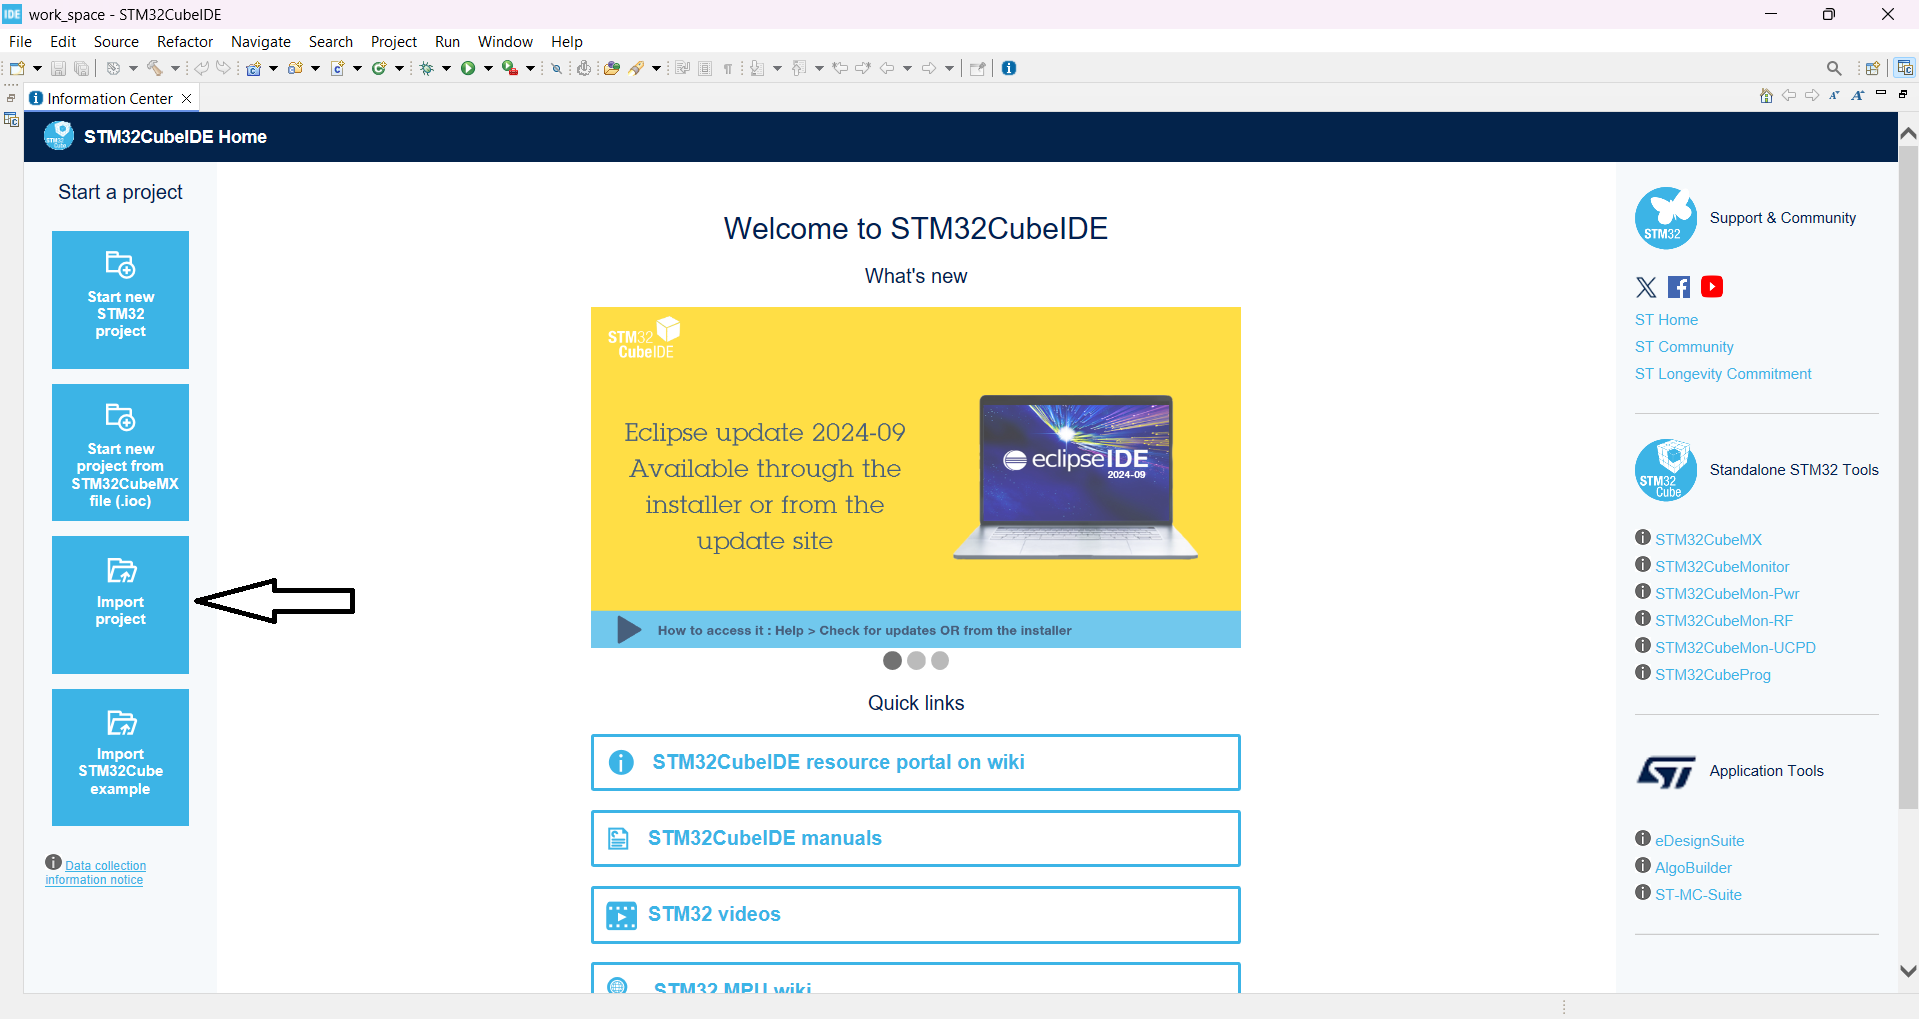 IDE work_space - STM32CubeIDE
File Edit Source Refactor Navigate Search Project Run Window Help
Information Center
STM32CubeIDE Home
Start a project
Start new
STM32
project
Start new
project from
STM32CubeMX
file (.ioc)
Import
project
Import
STM32Cube
example
Data collection
information notice
Welcome to STM32CubeIDE
What's new
STM32
CubeIDE
Eclipse update 2024-09
Available through the
installer or from the
update site
eclipse IDE
2024-09
How to access it : Help > Check for updates OR from the installer
Quick links
STM32CubeIDE resource portal on wiki
STM32CubeIDE manuals
STM32 videos
STM32 MPU wiki
STM32
Support & Community
ST Home
ST Community
ST Longevity Commitment
STM32
Cube
Standalone STM32 Tools
STM32CubeMX
STM32CubeMonitor
STM32CubeMon-Pwr
STM32CubeMon-RF
STM32CubeMon-UCPD
STM32CubeProg
ST
Application Tools
eDesignSuite
AlgoBuilder
ST-MC-Suite